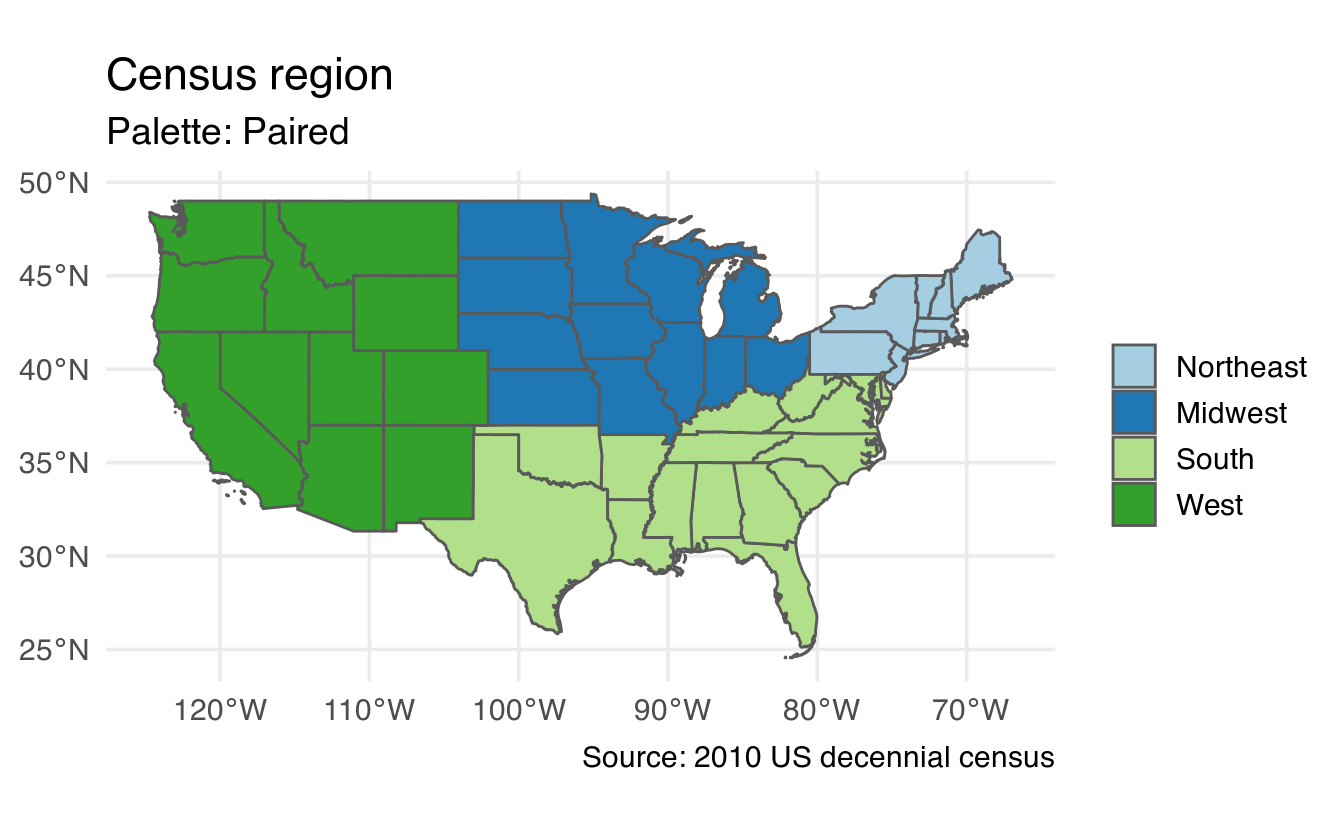 Census region
Palette: Paired
50°N
45°N
40°N
35°N
30°N
25°N
120°W 110°W 100°W 90°W 80°W 70°W
Northeast
Midwest
South
West
Source: 2010 US decennial census